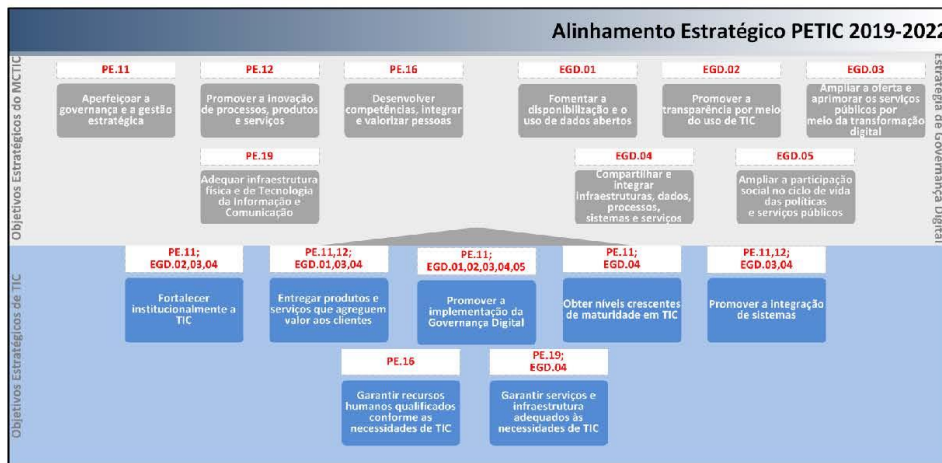 Alinhamento Estratégico PETIC 2019-2022
Objetivos Estratégicos do MCTIC
PE.11
Aperfeiçoar a
governança e a gestão
estratégica
PE.12
Promover a inovação
de processos, produtos
e serviços
PE.16
Desenvolver
competências, integrar
e valorizar pessoas
PE.19
Adequar infraestrutura
física e de Tecnologia
da Informação e
Comunicação
EGD.01
Fomentar a
disponibilização e o
uso de dados abertos
EGD.02
Promover a
transparência por meio
do uso de TIC
EGD.03
Ampliar a oferta e
aprimorar os serviços
públicos por
meio da transformação
digital
EGD.04
Compartilhar e
integrar
infraestruturas, dados,
processos,
sistemas e serviços
EGD.05
Ampliar a participação
social no ciclo de vida
das políticas
e serviços públicos
Estratégia de Governança Digital
Objetivos Estratégicos de TIC
PE.11;
EGD.02,03,04
Fortalecer
institucionalmente a
TIC
PE.11,12;
EGD.01,03,04
Entregar produtos e
serviços que agreguem
valor aos clientes
PE.11;
EGD.01,02,03,04,05
Promover a
implementação da
Governança Digital
PE.11;
EGD.04
Obter níveis crescentes
de maturidade em TIC
PE.11,12;
EGD.03,04
Promover a integração
de sistemas
PE.16
Garantir recursos
humanos qualificados
conforme as
necessidades de TIC
PE.19;
EGD.04
Garantir serviços e
infraestrutura
adequados às
necessidades de TIC